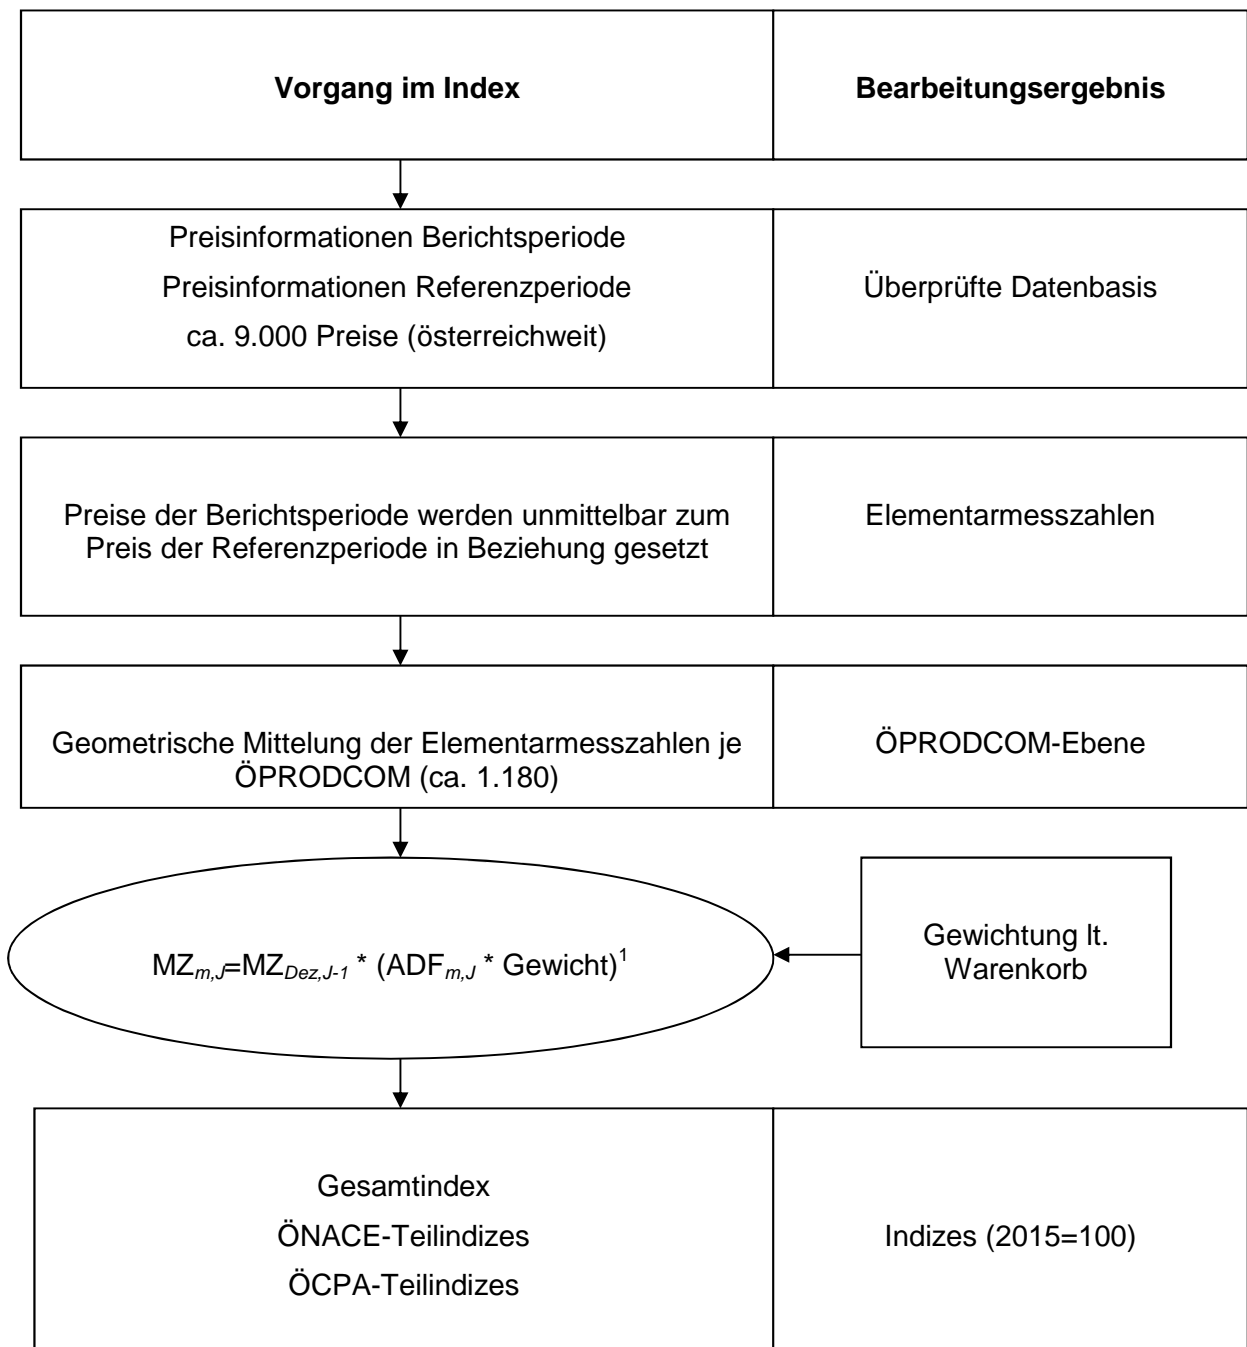 Vorgang im Index
Bearbeitungsergebnis
Preisinformationen Berichtsperiode
Preisinformationen Referenzperiode
ca. 9.000 Preise (österreichweit)
Überprüfte Datenbasis
Preise der Berichtsperiode werden unmittelbar zum
Preis der Referenzperiode in Beziehung gesetzt
Elementarmesszahlen
Geometrische Mittelung der Elementarmesszahlen je
ÖPRODCOM (ca. 1.180)
ÖPRODCOM-Ebene
MZm,J=MZDez,J-1 * (ADFm,J * Gewicht)1
Gewichtung lt.
Warenkorb
Gesamtindex
ÖNACE-Teilindizes
ÖCPA-Teilindizes
Indizes (2015=100)